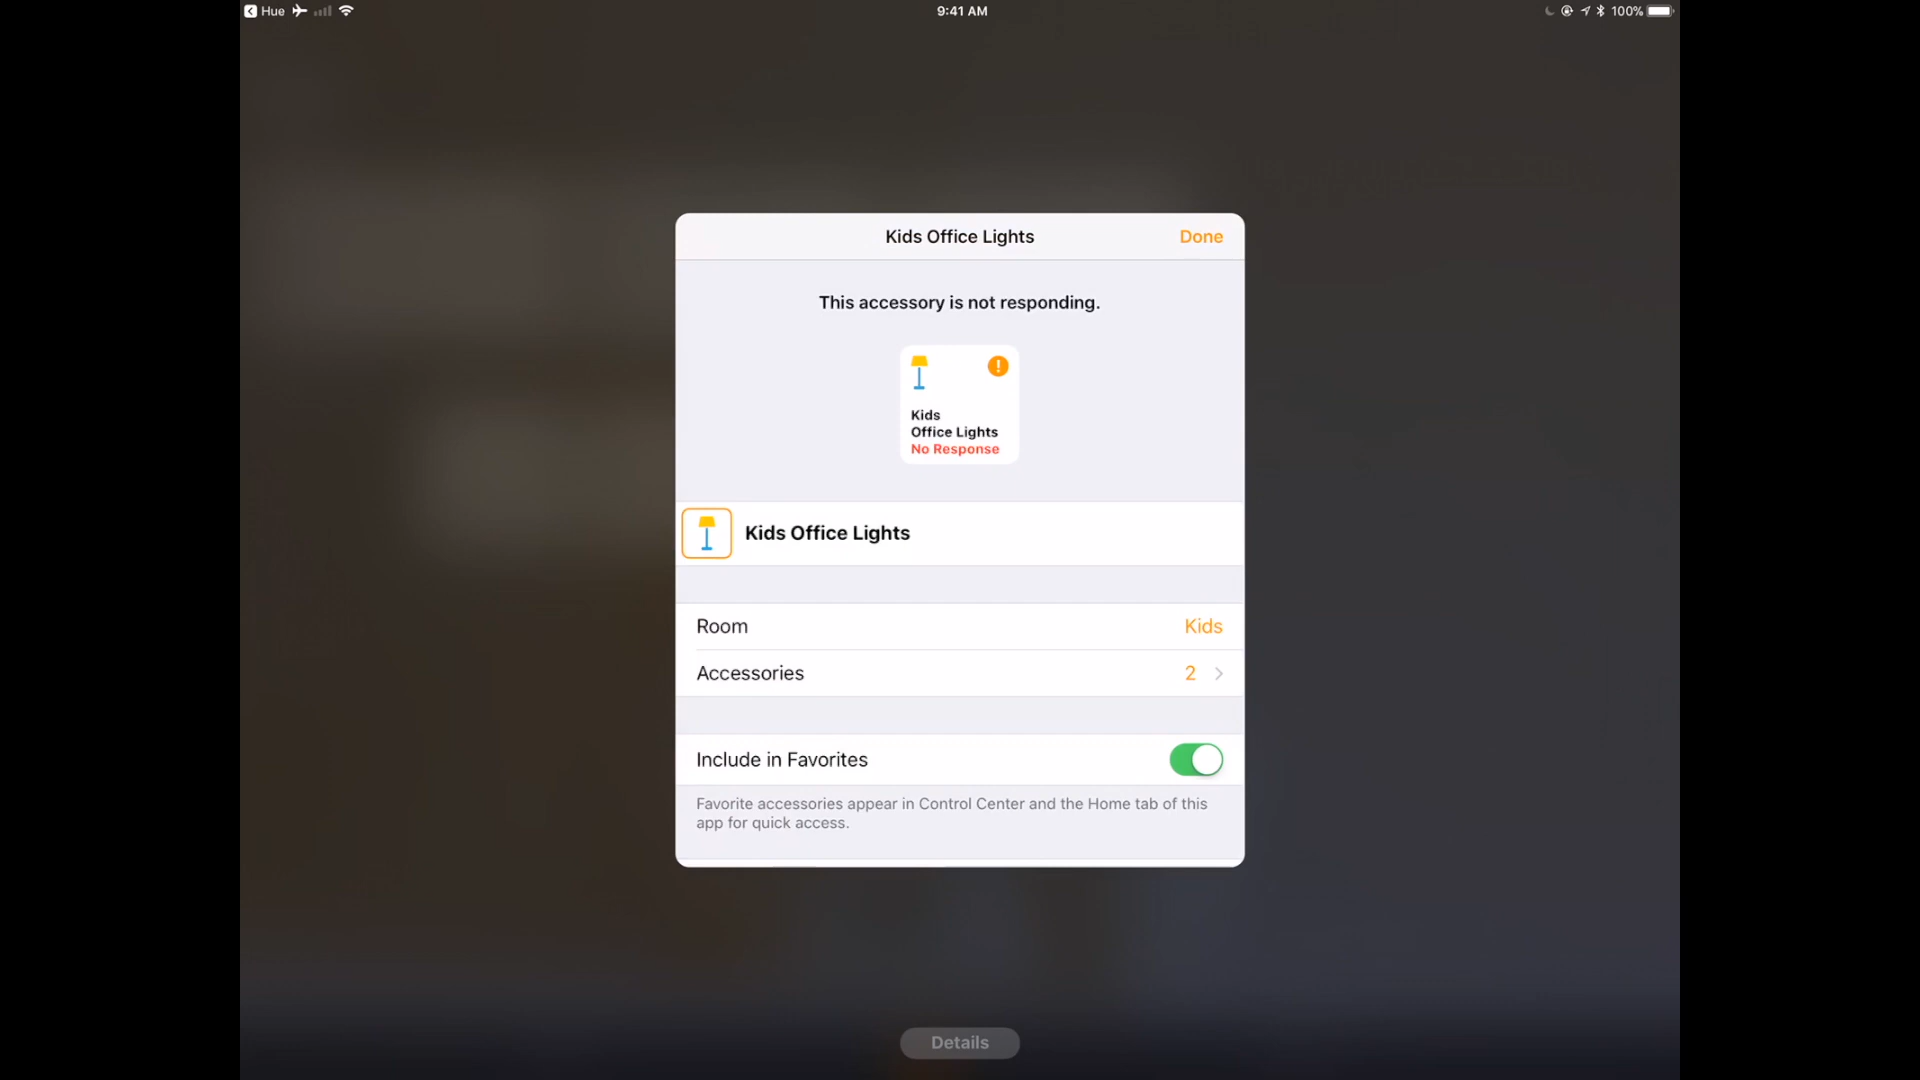 Hue
9:41 AM
100%
Kids Office Lights
Done
This accessory is not responding.
Kids
Office Lights
No Response
Kids Office Lights
Room
Kids
Accessories
2
Include in Favorites
Favorite accessories appear in Control Center and the Home tab of this
app for quick access.
Details